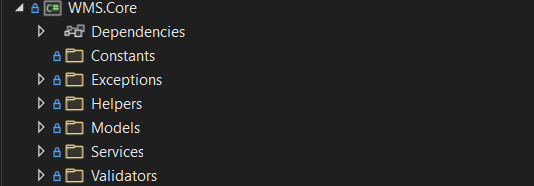 WMS.Core
Dependencies
Constants
Exceptions
Helpers
Models
Services
Validators